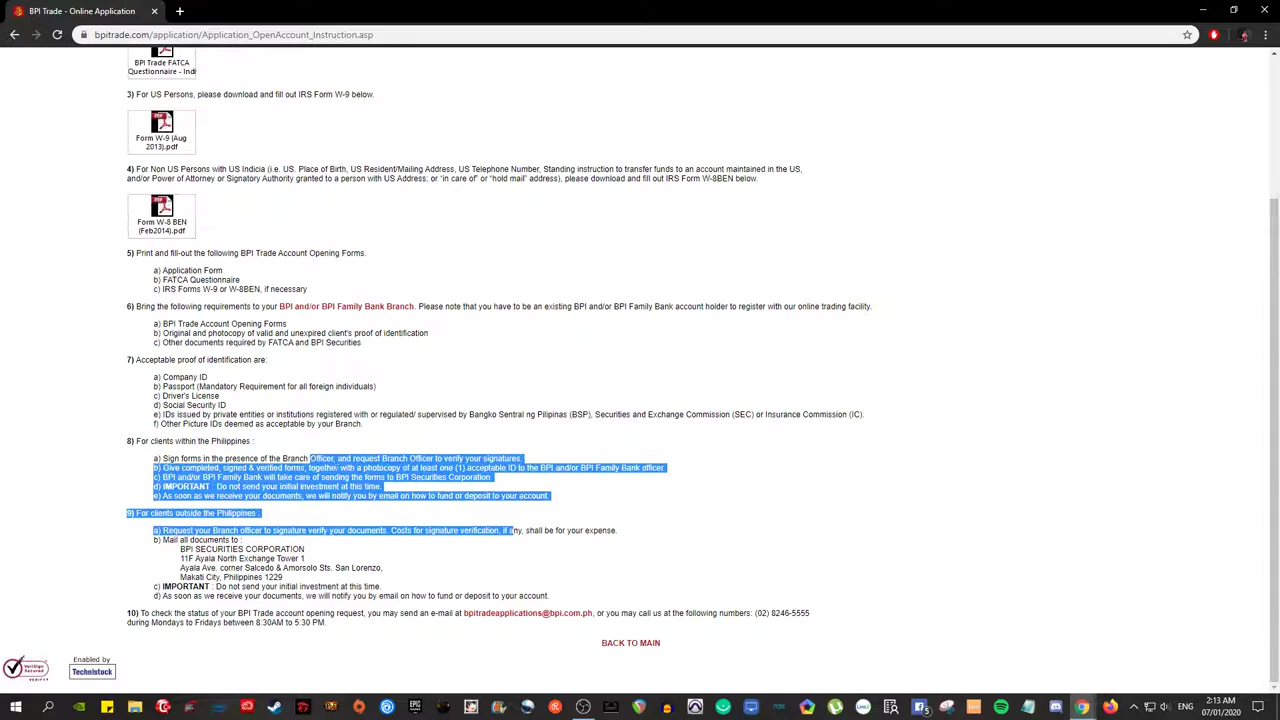 BPI Trade - Online Application
bpitrade.com/application/Application_OpenAccount_Instruction.asp
BPI Trade FATCA
Questionnaire - Indi
3) For US Persons, please download and fill out IRS Form W-9 below.
PDF
Form W-9 (Aug
2013).pdf
4) For Non US Persons with US Indicia (i.e. US. Place of Birth, US Resident/Mailing Address, US Telephone Number, Standing instruction to transfer funds to an account maintained in the US,
and/or Power of Attorney or Signatory Authority granted to a person with US Address; or "in care of" or "hold mail" address), please download and fill out IRS Form W-8BEN below.
PDF
Form W-8 BEN
(Feb2014).pdf
5) Print and fill-out the following BPI Trade Account Opening Forms.
a) Application Form
b) FATCA Questionnaire
c) IRS Forms W-9 or W-8BEN, if necessary
6) Bring the following requirements to your BPI and/or BPI Family Bank Branch. Please note that you have to be an existing BPI and/or BPI Family Bank account holder to register with our online trading facility.
a) BPI Trade Account Opening Forms
b) Original and photocopy of valid and unexpired client's proof of identification
c) Other documents required by FATCA and BPI Securities
7) Acceptable proof of identification are:
a) Company ID
b) Passport (Mandatory Requirement for all foreign individuals)
c) Driver's License
d) Social Security ID
e) IDs issued by private entities or institutions registered with or regulated/ supervised by Bangko Sentral ng Pilipinas (BSP), Securities and Exchange Commission (SEC) or Insurance Commission (IC).
f) Other Picture IDs deemed as acceptable by your Branch.
8) For clients within the Philippines :
a) Sign forms in the presence of the Branch Officer, and request Branch Officer to verify your signatures.
b) Give completed, signed & verified forms, together with a photocopy of at least one (1) acceptable ID to the BPI and/or BPI Family Bank officer.
c) BPI and/or BPI Family Bank will take care of sending the forms to BPI Securities Corporation.
d) IMPORTANT : Do not send your initial investment at this time.
e) As soon as we receive your documents, we will notify you by email on how to fund or deposit to your account.
9) For clients outside the Philippines :
a) Request your Branch officer to signature verify your documents. Costs for signature verification, if any, shall be for your expense.
b) Mail all documents to :
BPI SECURITIES CORPORATION
11F Ayala North Exchange Tower 1
Ayala Ave. corner Salcedo & Amorsolo Sts. San Lorenzo,
Makati City, Philippines 1229
c) IMPORTANT : Do not send your initial investment at this time.
d) As soon as we receive your documents, we will notify you by email on how to fund or deposit to your account.
10) To check the status of your BPI Trade account opening request, you may send an e-mail at bpitradeapplications@bpi.com.ph, or you may call us at the following numbers: (02) 8246-5555
during Mondays to Fridays between 8:30AM to 5:30 PM.
BACK TO MAIN
VeriSign
Secured
VERIFY
Enabled by
Technistock
EPIC
5
ENG
2:13 AM
07/01/2020